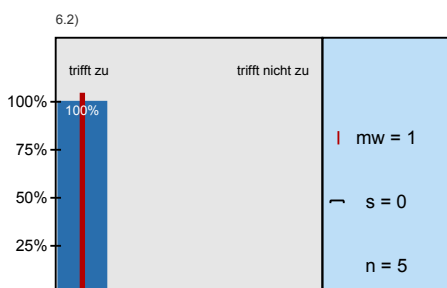 6.2)
trifft zu trifft nicht zu
100%
100%
75%
mw = 1
50%
s = 0
25%
n = 5